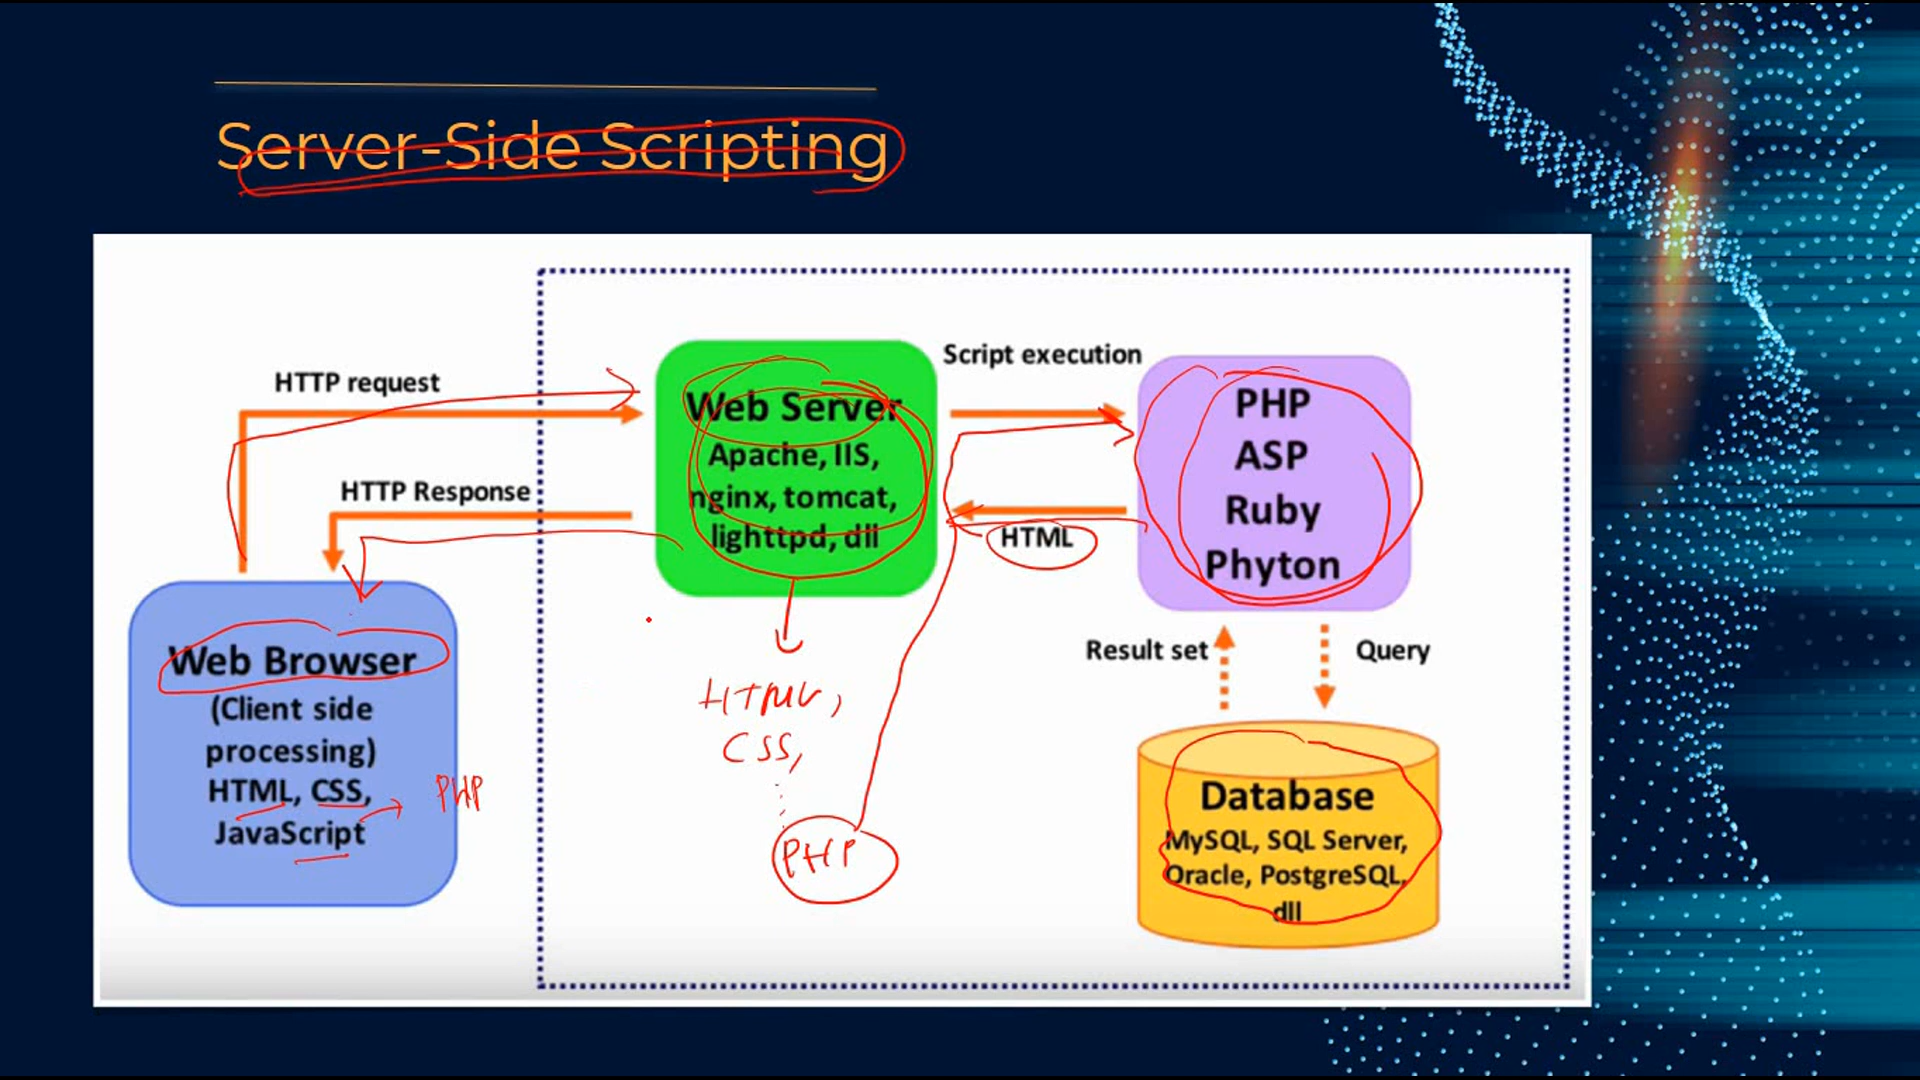 Server-Side Scripting
HTTP request
HTTP Response
Web Browser
(Client side
processing)
HTML, CSS,
JavaScript
PHP
Web Server
Apache, IIS,
nginx, tomcat,
lighttpd, dll
HTML,
CSS,
PHP
Script execution
HTML
PHP
ASP
Ruby
Phyton
Result set
Query
Database
MySQL, SQL Server,
Oracle, PostgreSQL,
dll